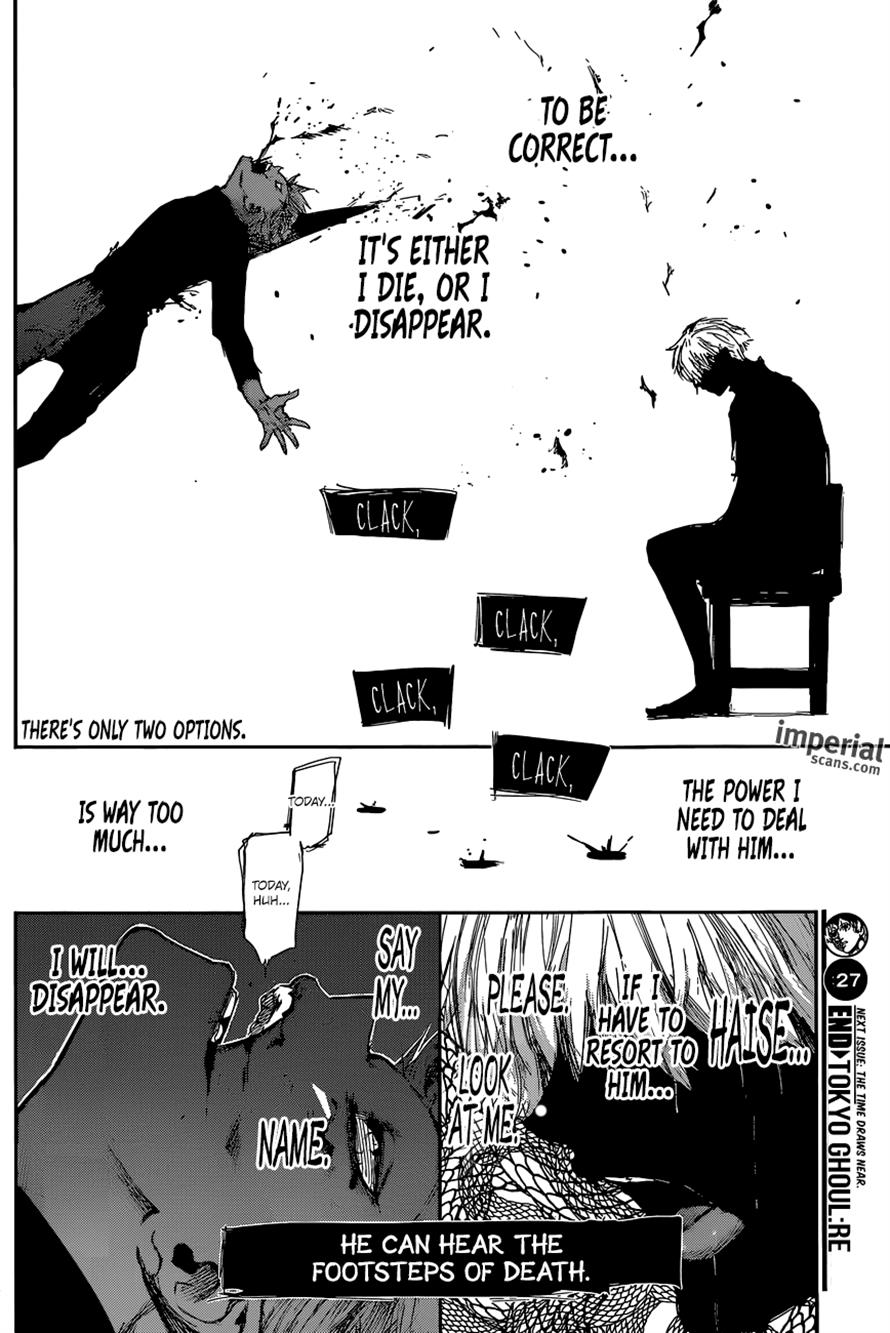 TO BE
CORRECT...
IT'S EITHER
I DIE, OR I
DISAPPEAR.
CLACK,
CLACK,
CLACK,
CLACK,
THERE'S ONLY TWO OPTIONS.
imperial
scans.com
THE POWER I
NEED TO DEAL
WITH HIM...
IS WAY TOO
MUCH...
TODAY...
TODAY,
HUH...
HAISE...
IF I
HAVE TO
RESORT TO
HIM...
PLEASE.
LOOK
AT ME.
SAY
MY...
NAME.
I WILL...
DISAPPEAR.
HE CAN HEAR THE
FOOTSTEPS OF DEATH.
:27
END▶TOKYO GHOUL:RE
NEXT ISSUE: THE TIME DRAWS NEAR.